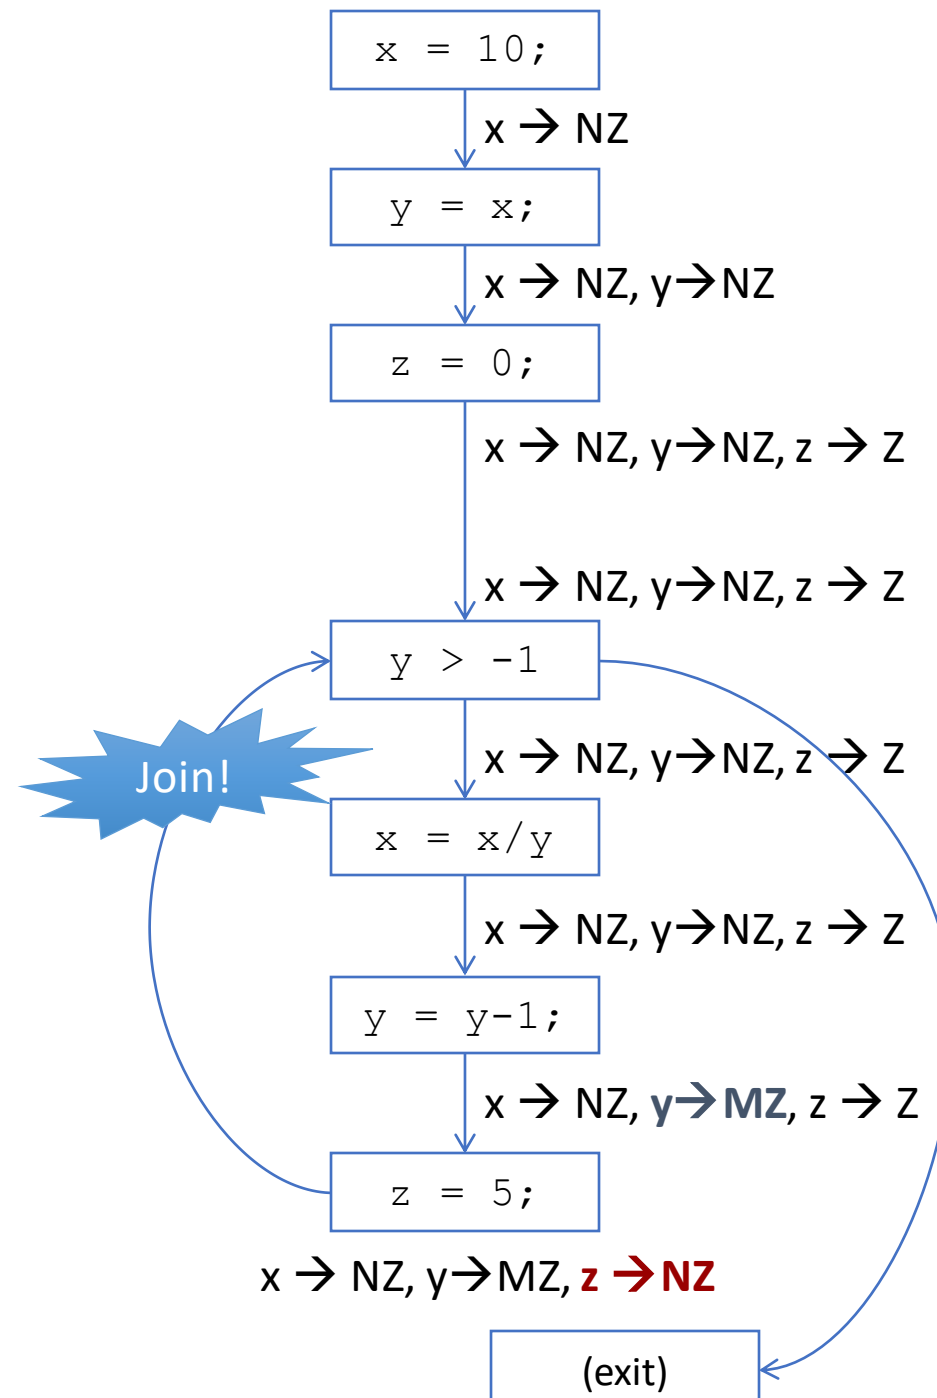 x = 10;
x → NZ
y = x;
x → NZ, y→NZ
z = 0;
x → NZ, y→NZ, z → Z
x → NZ, y→NZ, z → Z
y > -1
x → NZ, y→NZ, z → Z
Join!
x = x/y
x → NZ, y→NZ, z → Z
y = y-1;
x → NZ, y→MZ, z → Z
z = 5;
x → NZ, y→MZ, z →NZ
(exit)